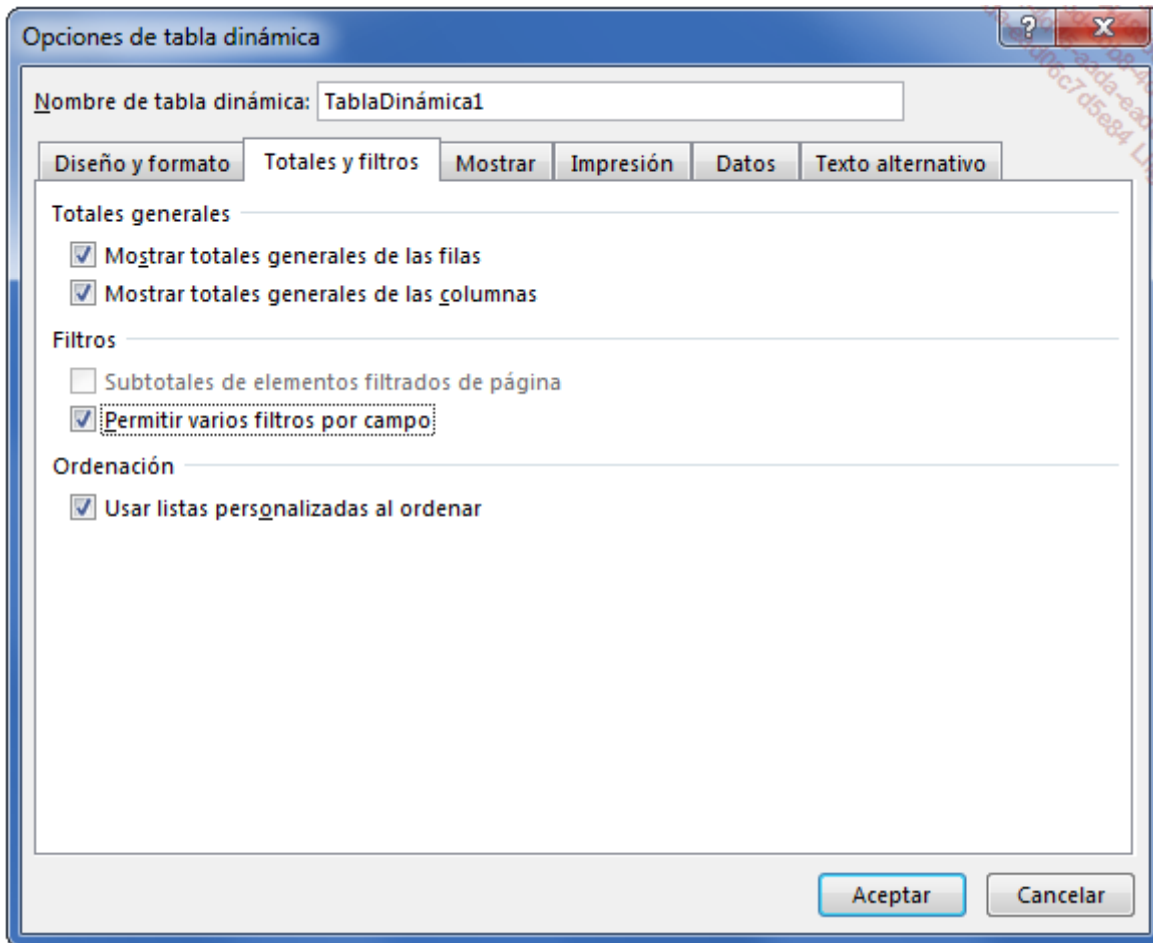 Opciones de tabla dinámica
Nombre de tabla dinámica: TablaDinámica1
Diseño y formato Totales y filtros Mostrar Impresión Datos Texto alternativo
Totales generales
Mostrar totales generales de las filas
Mostrar totales generales de las columnas
Filtros
Subtotales de elementos filtrados de página
Permitir varios filtros por campo
Ordenación
Usar listas personalizadas al ordenar
Aceptar Cancelar